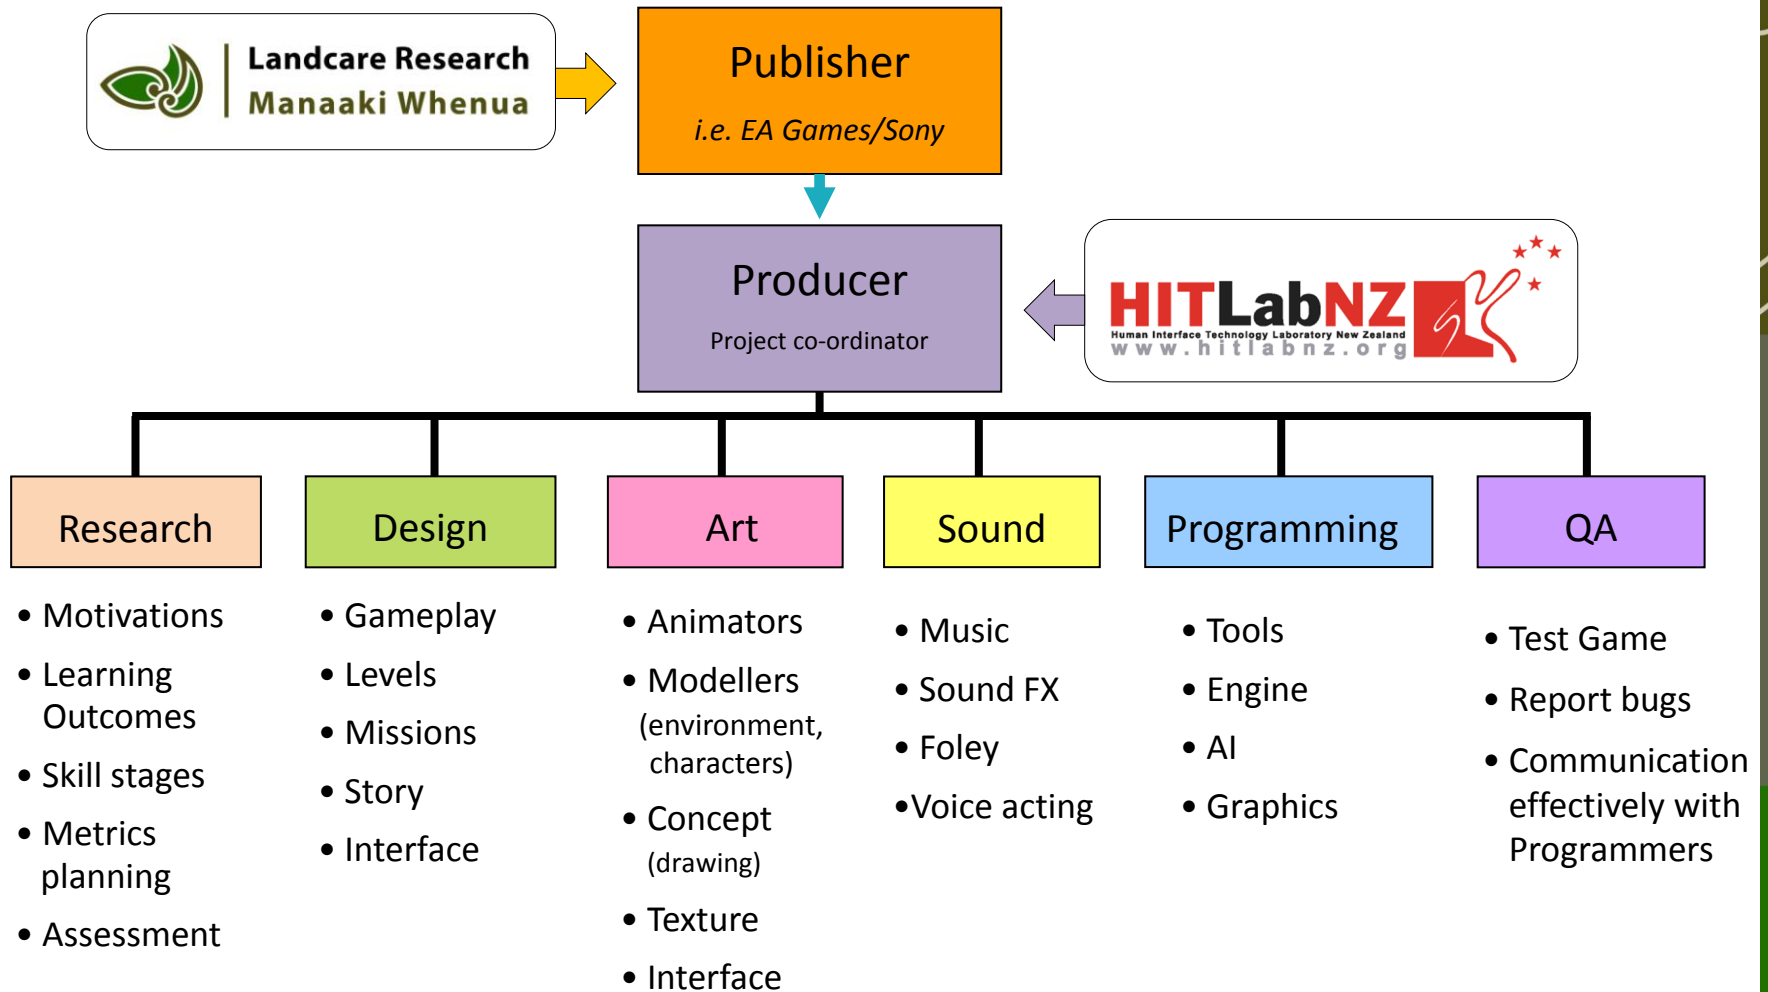 Landcare Research
Manaaki Whenua
Publisher
i.e. EA Games/Sony
Producer
Project co-ordinator
HITLabNZ
Human Interface Technology Laboratory New Zealand
www.hitlabnz.org
Research
• Motivations
• Learning
Outcomes
• Skill stages
• Metrics
planning
• Assessment
Design
• Gameplay
• Levels
• Missions
• Story
• Interface
Art
• Animators
• Modellers
(environment,
characters)
• Concept
(drawing)
• Texture
• Interface
Sound
• Music
• Sound FX
• Foley
•Voice acting
Programming
• Tools
• Engine
• AI
• Graphics
QA
• Test Game
• Report bugs
• Communication
effectively with
Programmers